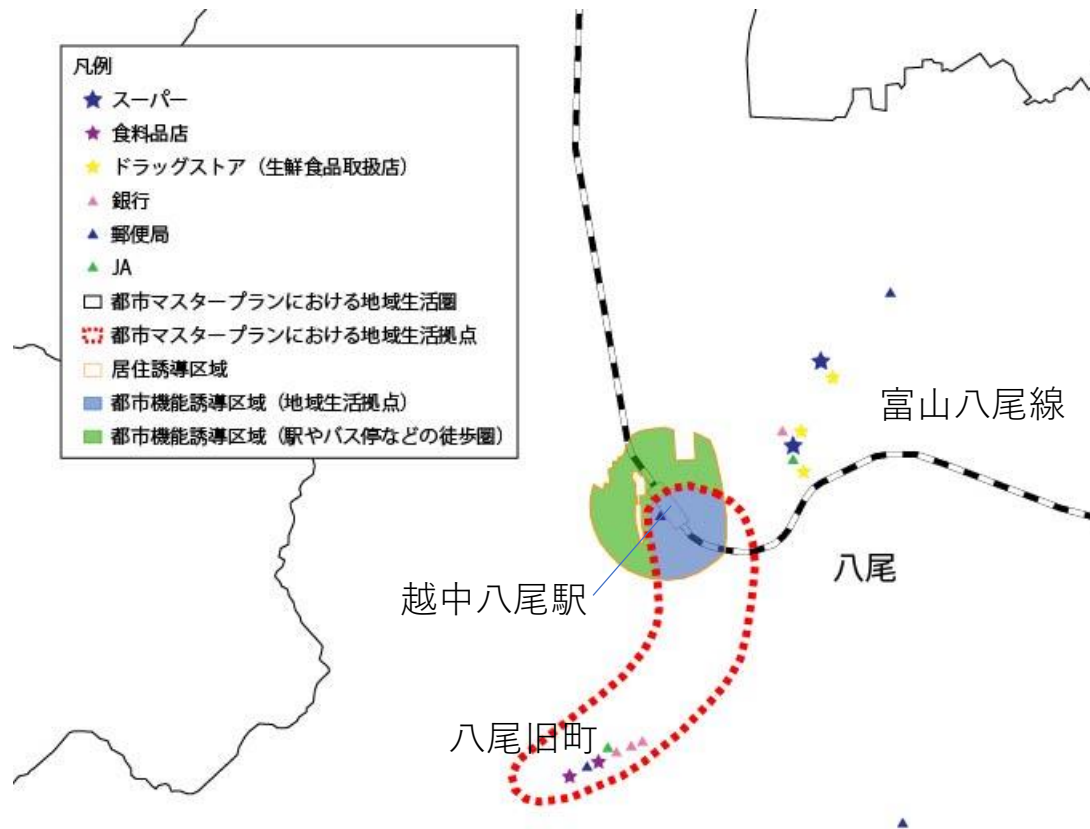 凡例
スーパー
食料品店
ドラッグストア（生鮮食品取扱店）
銀行
郵便局
JA
都市マスタープランにおける地域生活圏
都市マスタープランにおける地域生活拠点
居住誘導区域
都市機能誘導区域（地域生活拠点）
都市機能誘導区域（駅やバス停などの徒歩圏）
富山八尾線
八尾
越中八尾駅
八尾旧町